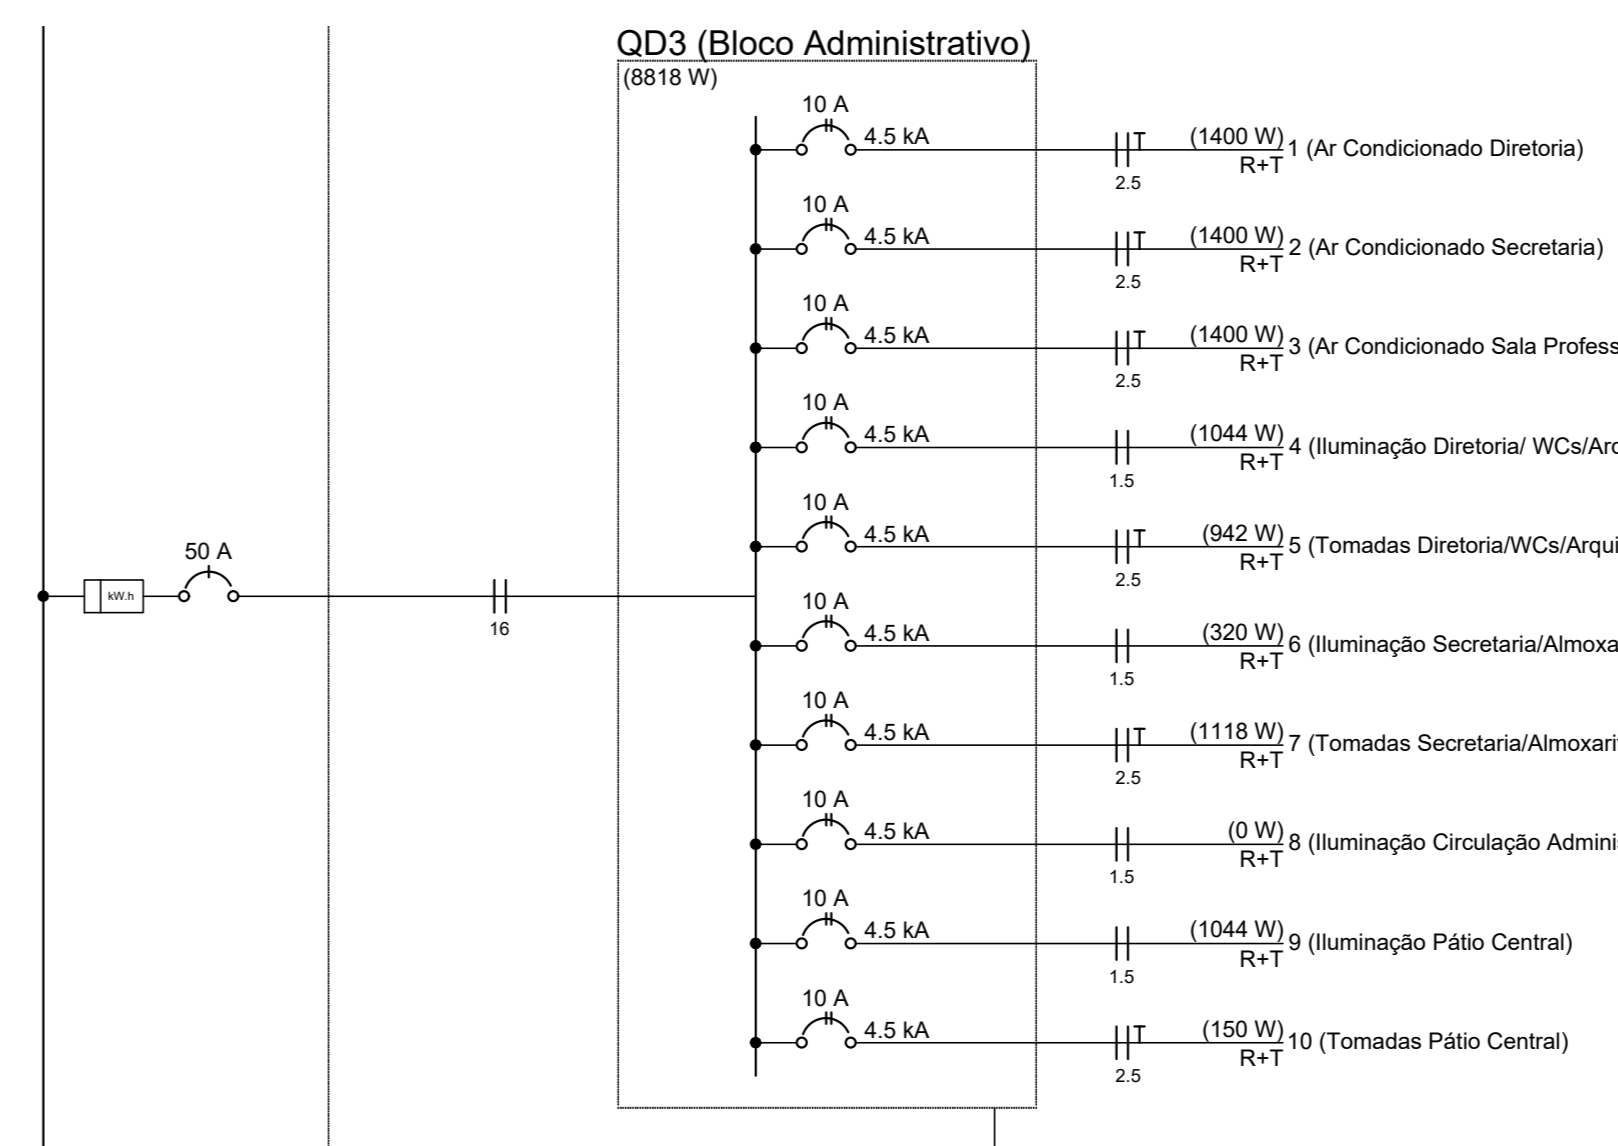 QD3 (Bloco Administrativo)
(8818 W)
10 A
4.5 kA
T
2.5
(1400 W)
R+T
1 (Ar Condicionado Diretoria)
10 A
4.5 kA
T
2.5
(1400 W)
R+T
2 (Ar Condicionado Secretaria)
10 A
4.5 kA
T
2.5
(1400 W)
R+T
3 (Ar Condicionado Sala Profess
10 A
4.5 kA
1.5
(1044 W)
R+T
4 (Iluminação Diretoria/ WCs/Arq
10 A
4.5 kA
T
2.5
(942 W)
R+T
5 (Tomadas Diretoria/WCs/Arqui
50 A
kW.h
16
10 A
4.5 kA
1.5
(320 W)
R+T
6 (Iluminação Secretaria/Almoxa
10 A
4.5 kA
T
2.5
(1118 W)
R+T
7 (Tomadas Secretaria/Almoxari
10 A
4.5 kA
1.5
(0 W)
R+T
8 (Iluminação Circulação Adminis
10 A
4.5 kA
1.5
(1044 W)
R+T
9 (Iluminação Pátio Central)
10 A
4.5 kA
T
2.5
(150 W)
R+T
10 (Tomadas Pátio Central)